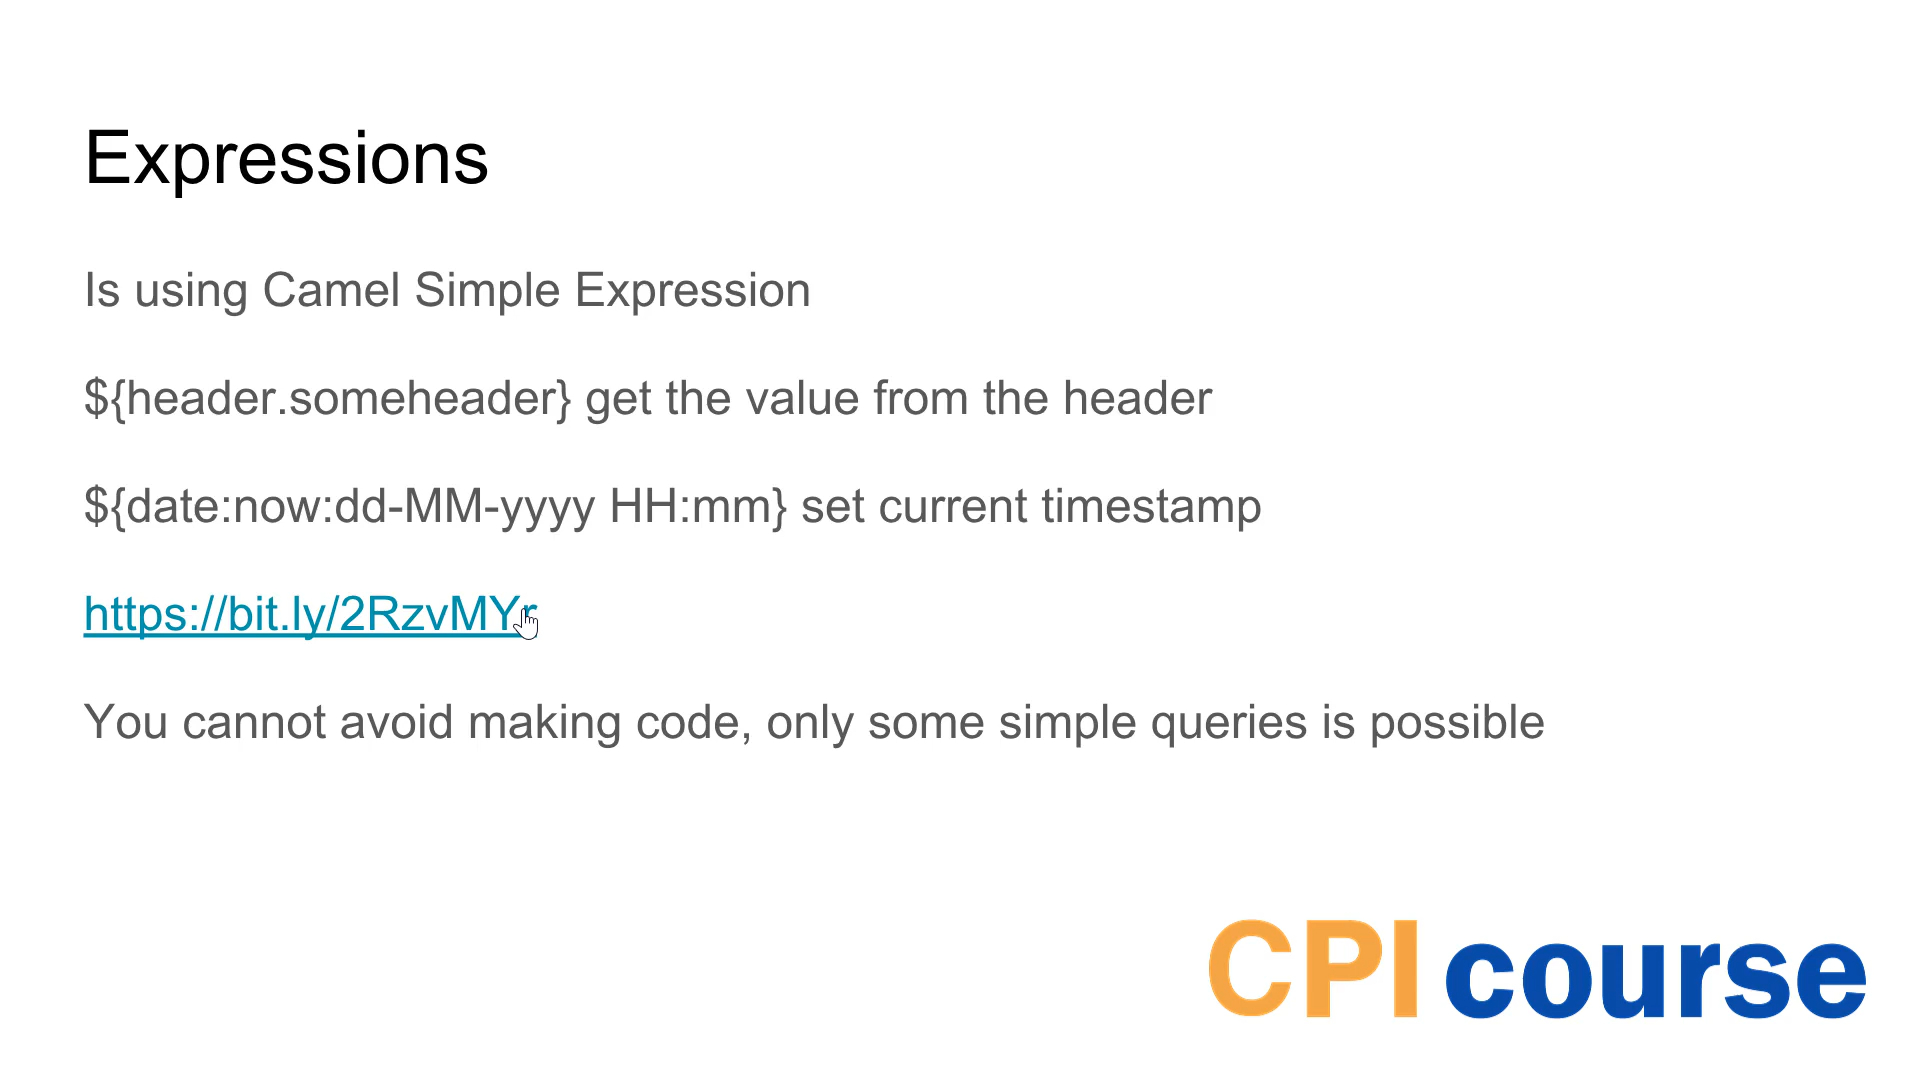 Expressions
Is using Camel Simple Expression
${header.someheader} get the value from the header
${date:now:dd-MM-yyyy HH:mm} set current timestamp
https://bit.ly/2RzvMYr
You cannot avoid making code, only some simple queries is possible
CPI course